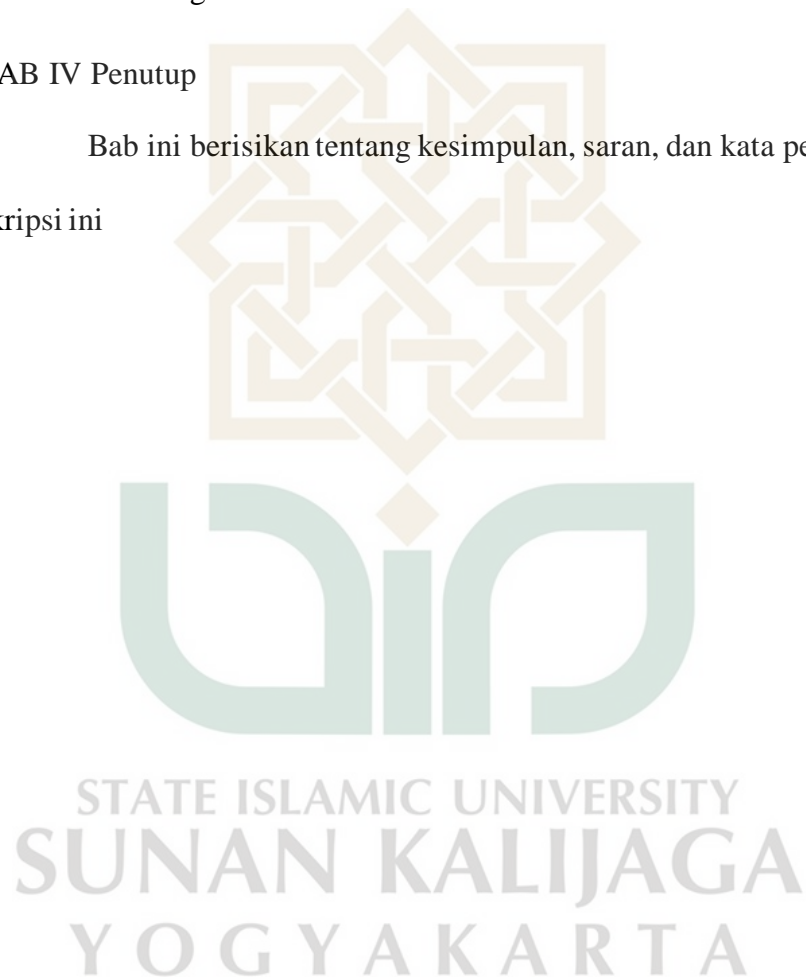 AB IV Penutup
Bab ini berisikan tentang kesimpulan, saran, dan kata pe
kripsi ini
STATE ISLAMIC UNIVERSITY
SUNAN KALIJAGA
YOGYAKARTA